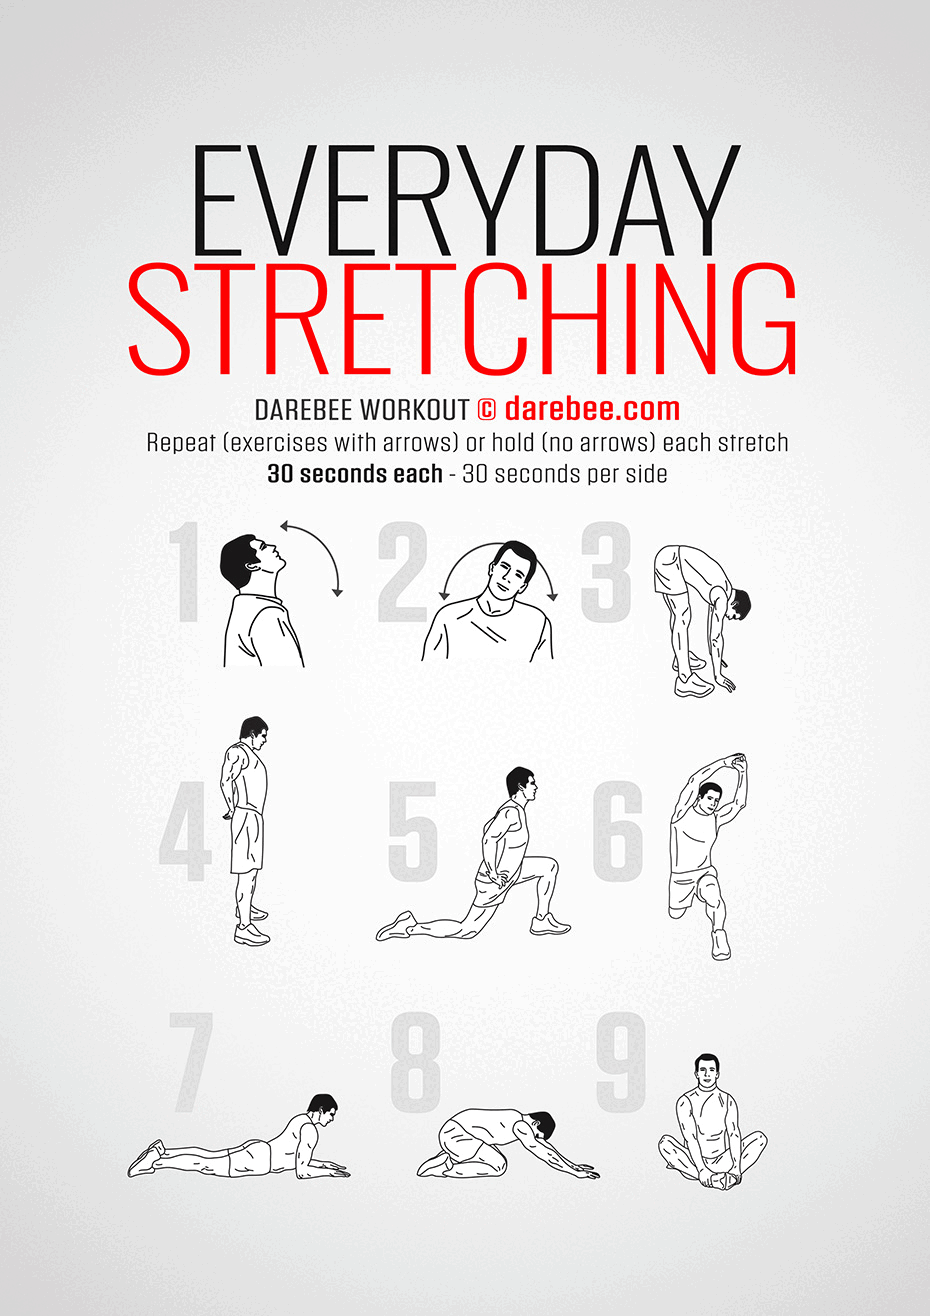 EVERYDAY
STRETCHING
DAREBEE WORKOUT © darebee.com
Repeat (exercises with arrows) or hold (no arrows) each stretch
30 seconds each - 30 seconds per side
1 2 3
4 5 6
7 8 9